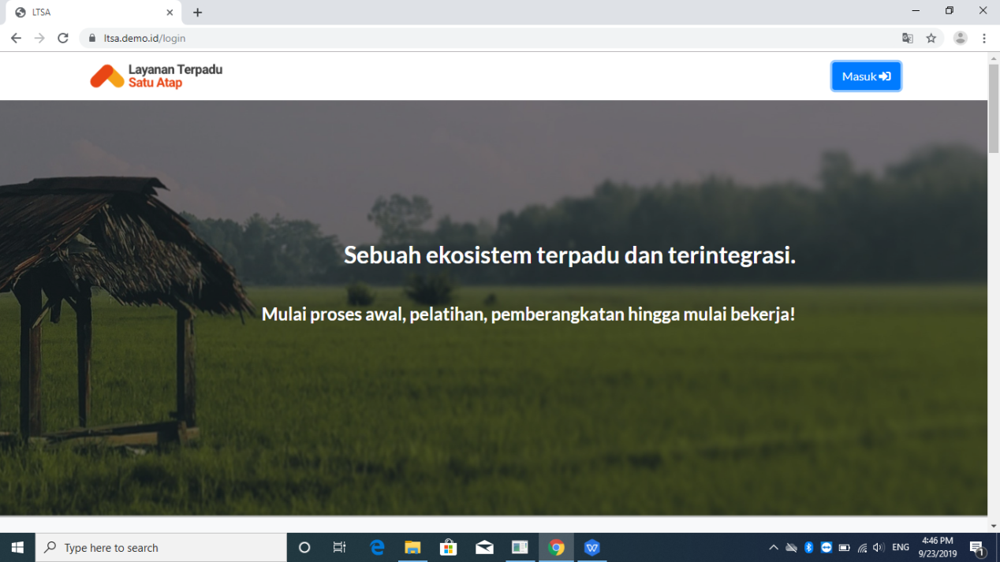 LTSA
ltsa.demo.id/login
Layanan Terpadu
Satu Atap
Masuk
Sebuah ekosistem terpadu dan terintegrasi.
Mulai proses awal, pelatihan, pemberangkatan hingga mulai bekerja!
Type here to search
ENG
4:46 PM
9/23/2019
1